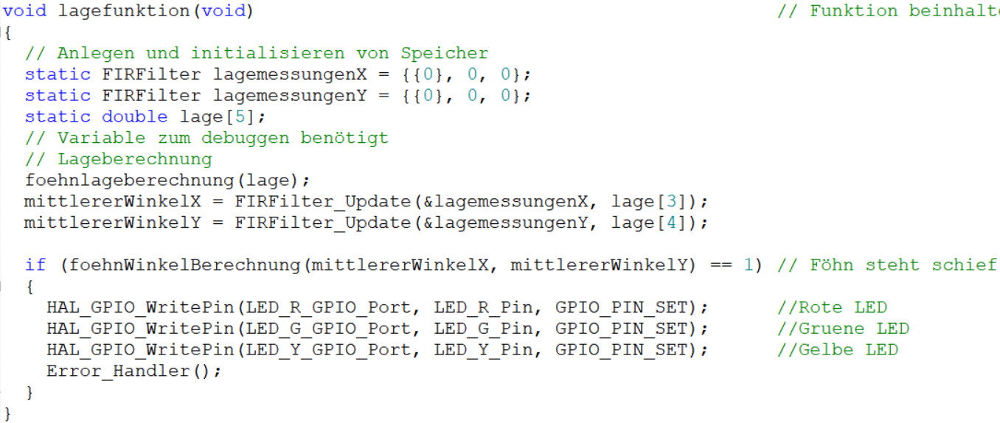 void lagefunktion(void) // Funktion
{
// Anlegen und initialisieren von Speicher
static FIRFilter lagemessungenX = {{0}, 0, 0};
static FIRFilter lagemessungenY = {{0}, 0, 0};
static double lage[5];
// Variable zum debuggen benötigt
// Lageberechnung
foehnlageberechnung(lage);
mittlererWinkelX = FIRFilter_Update(&lagemessungenX, lage[3]);
mittlererWinkelY = FIRFilter_Update(&lagemessungenY, lage[4]);
if (foehnWinkelBerechnung(mittlererWinkelX, mittlererWinkelY) == 1) // Föhn steht schief
{
HAL_GPIO_WritePin(LED_R_GPIO_Port, LED_R_Pin, GPIO_PIN_SET); //Rote LED
HAL_GPIO_WritePin(LED_G_GPIO_Port, LED_G_Pin, GPIO_PIN_SET); //Gruene LED
HAL_GPIO_WritePin(LED_Y_GPIO_Port, LED_Y_Pin, GPIO_PIN_SET); //Gelbe LED
Error_Handler();
}
}